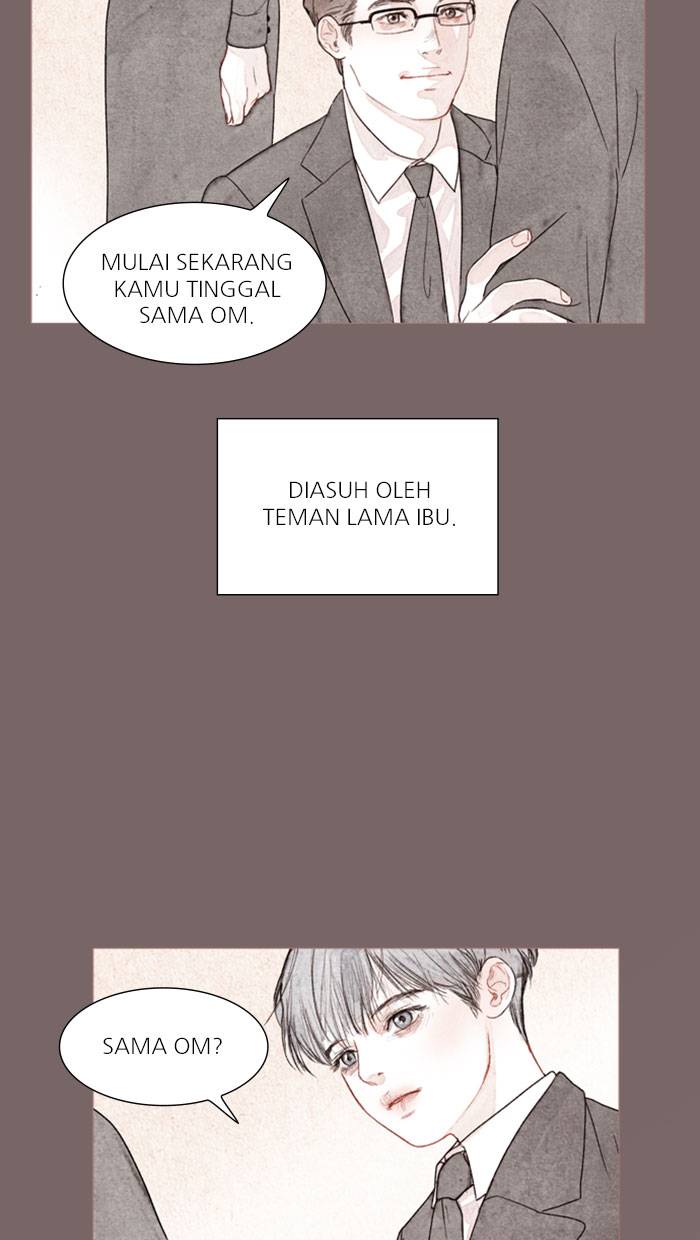 MULAI SEKARANG
KAMU TINGGAL
SAMA OM.
DIASUH OLEH
TEMAN LAMA IBU.
SAMA OM?